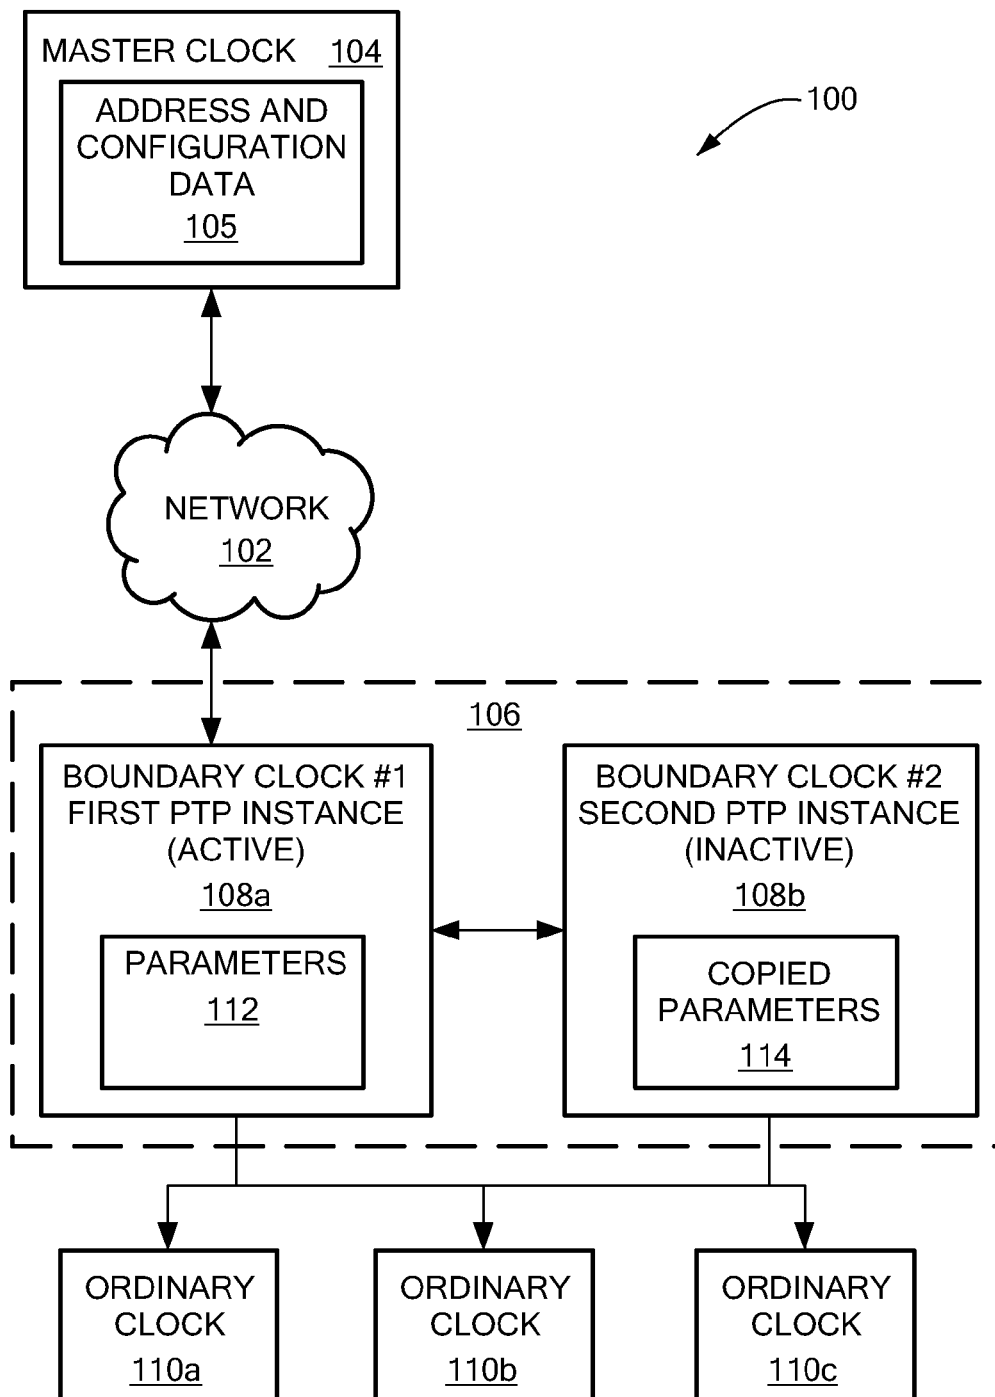 MASTER CLOCK 104
ADDRESS AND
CONFIGURATION
DATA
105
100
NETWORK
102
106
BOUNDARY CLOCK #1
FIRST PTP INSTANCE
(ACTIVE)
108a
PARAMETERS
112
BOUNDARY CLOCK #2
SECOND PTP INSTANCE
(INACTIVE)
108b
COPIED
PARAMETERS
114
ORDINARY
CLOCK
110a
ORDINARY
CLOCK
110b
ORDINARY
CLOCK
110c